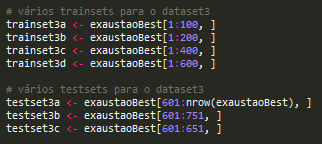 # vários trainsets para o dataset3
trainset3a <- exaustaoBest[1:100, ]
trainset3b <- exaustaoBest[1:200, ]
trainset3c <- exaustaoBest[1:400, ]
trainset3d <- exaustaoBest[1:600, ]
# vários testsets para o dataset3
testset3a <- exaustaoBest[601:nrow(exaustaoBest), ]
testset3b <- exaustaoBest[601:751, ]
testset3c <- exaustaoBest[601:651, ]